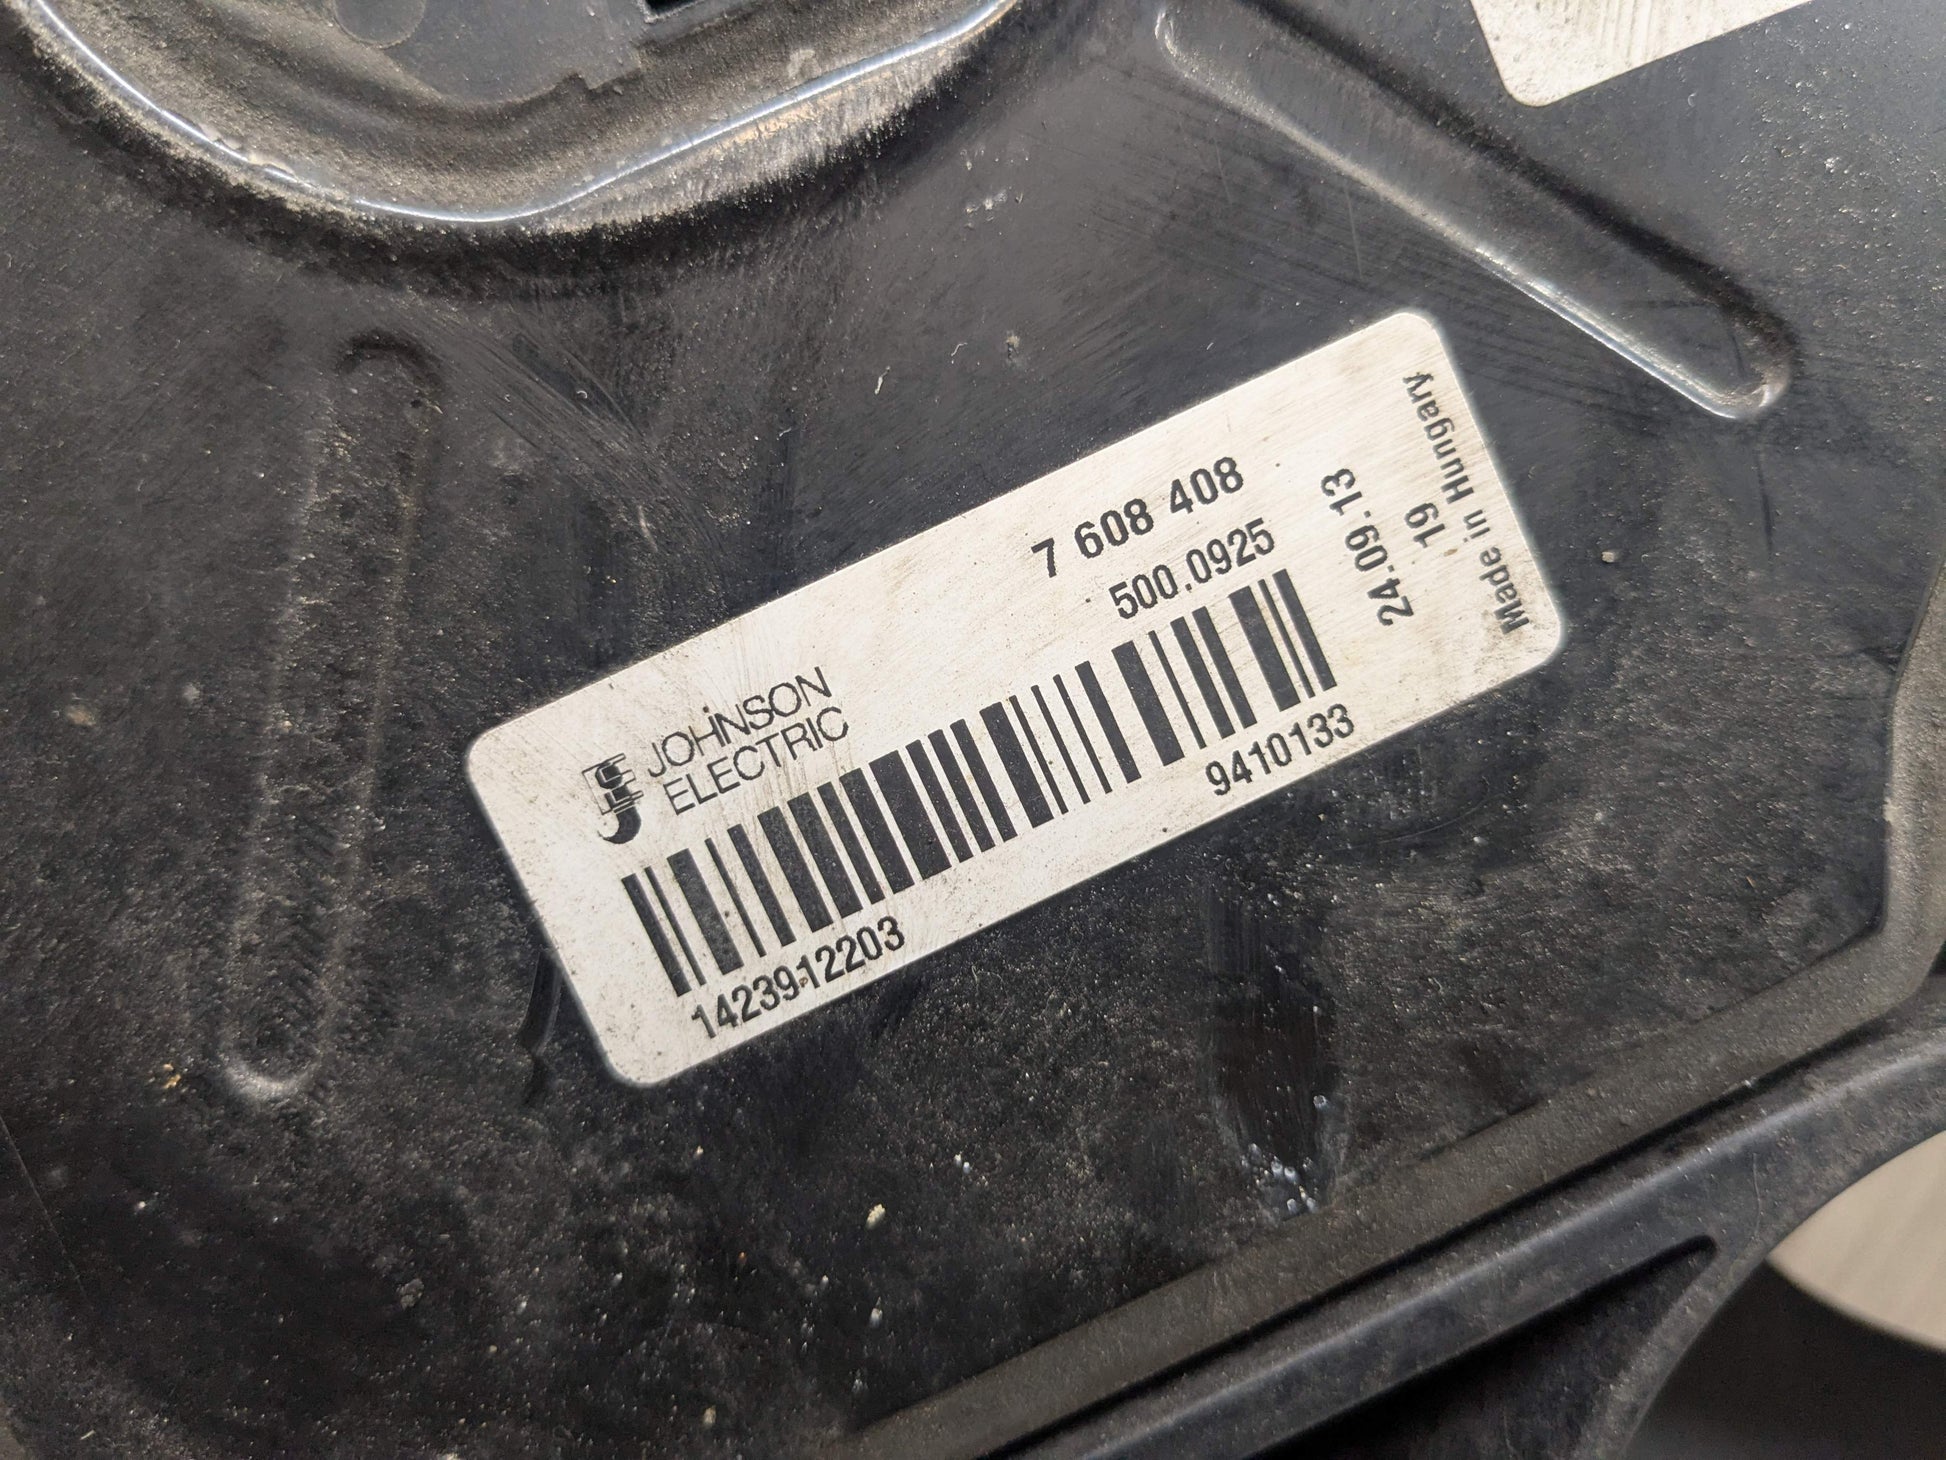 JOHNSON
ELECTRIC
7 608 408
500.0925
1423912203
9410133
24.09.13
19
Made in Hungary